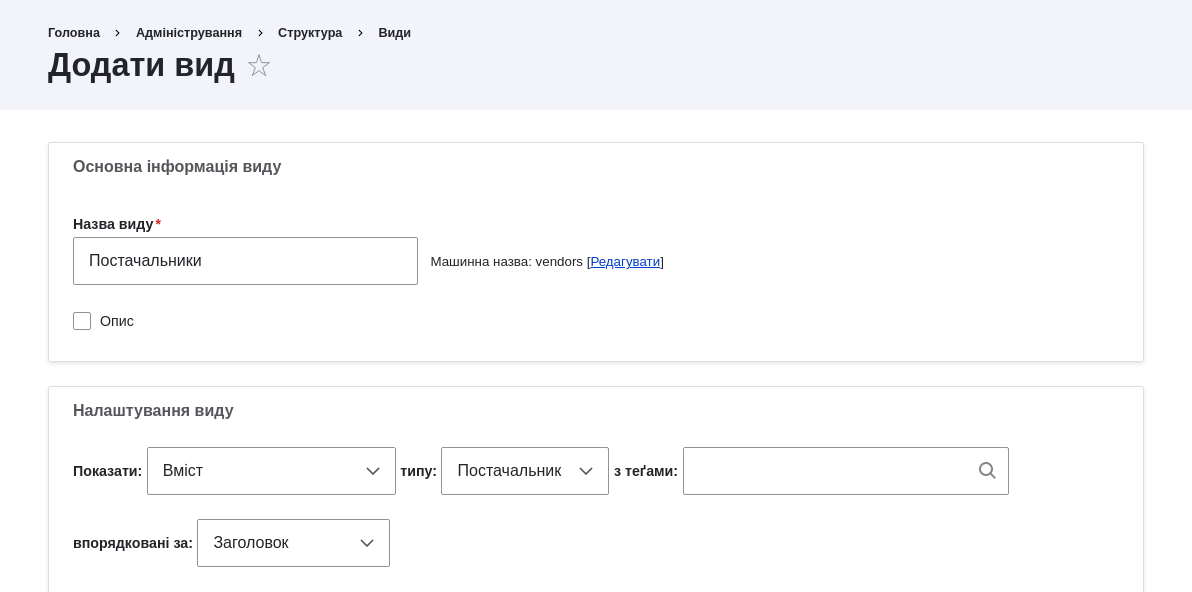 Головна › Адміністрування › Структура › Види
Додати вид
Основна інформація виду
Назва виду*
Постачальники Машинна назва: vendors [Редагувати]
Опис
Налаштування виду
Показати: Вміст типу: Постачальник з теґами:
впорядковані за: Заголовок